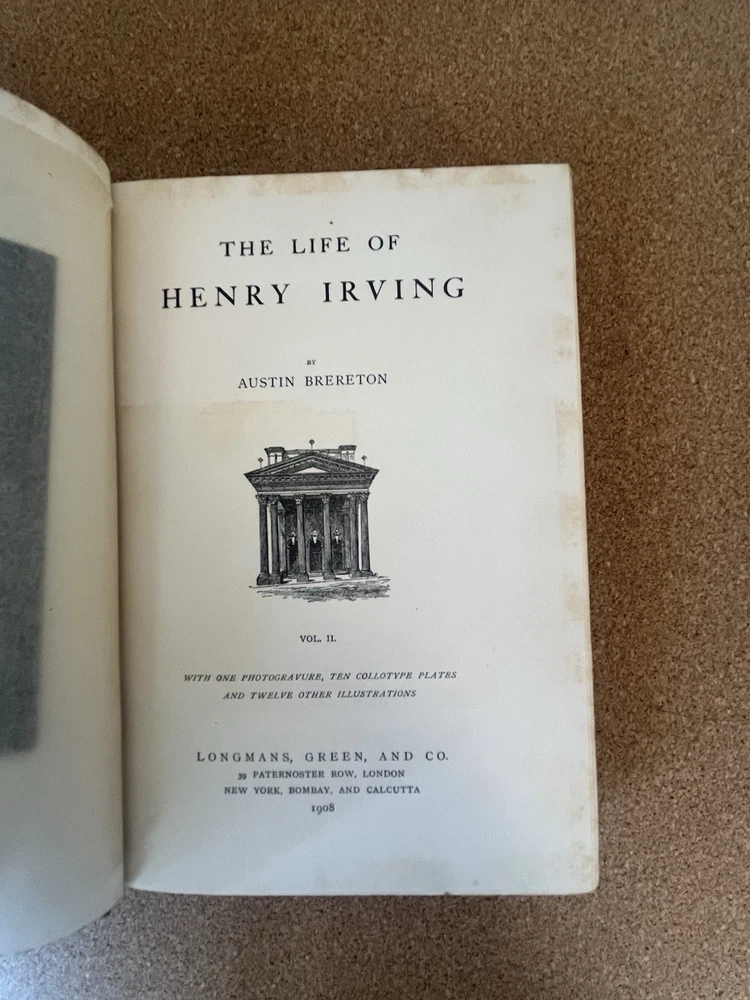 THE LIFE OF
HENRY IRVING
BY
AUSTIN BRERETON
VOL. II.
WITH ONE PHOTOGRAVURE, TEN COLLOTYPE PLATES
AND TWELVE OTHER ILLUSTRATIONS
LONGMANS, GREEN, AND CO.
39 PATERNOSTER ROW, LONDON
NEW YORK, BOMBAY, AND CALCUTTA
1908